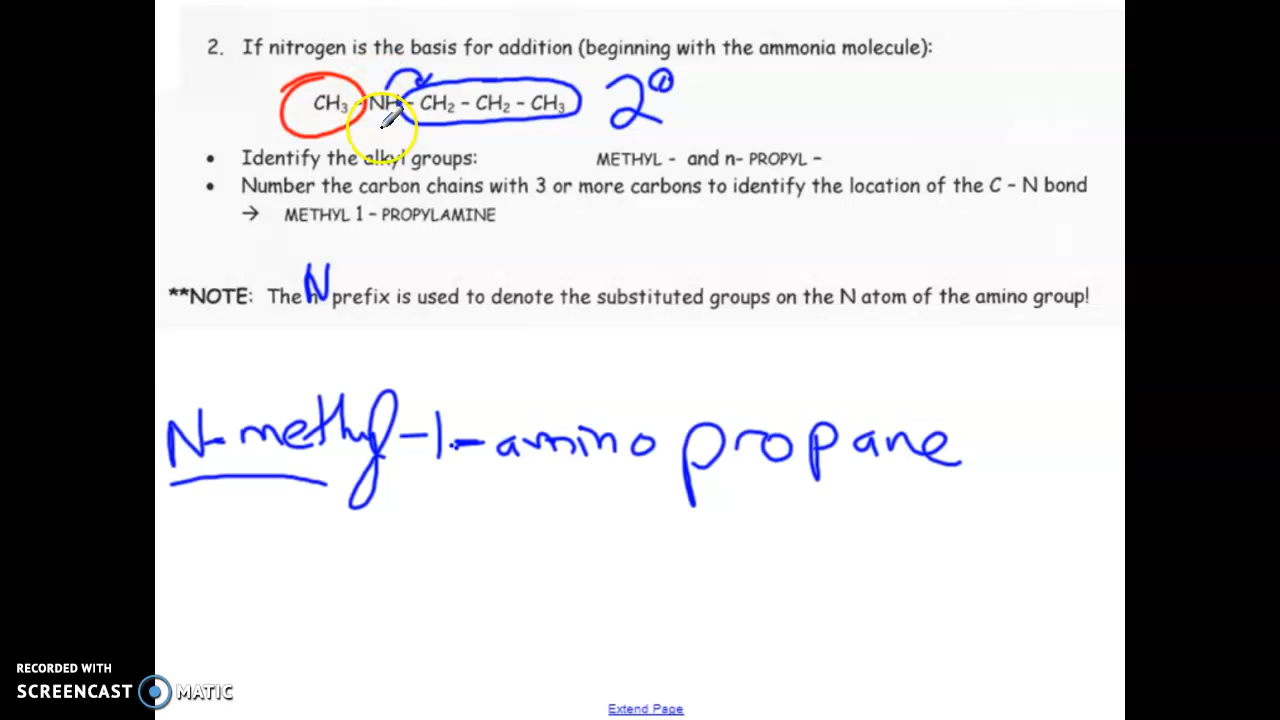 2. If nitrogen is the basis for addition (beginning with the ammonia molecule):
CH₃ - NH - CH₂ - CH₂ - CH₃ 2°
• Identify the alkyl groups: METHYL - and n- PROPYL -
• Number the carbon chains with 3 or more carbons to identify the location of the C - N bond
→ METHYL 1 - PROPYLAMINE
**NOTE: The N prefix is used to denote the substituted groups on the N atom of the amino group!
N-methyl-1-amino propane
RECORDED WITH
SCREENCAST MATIC
Extend Page